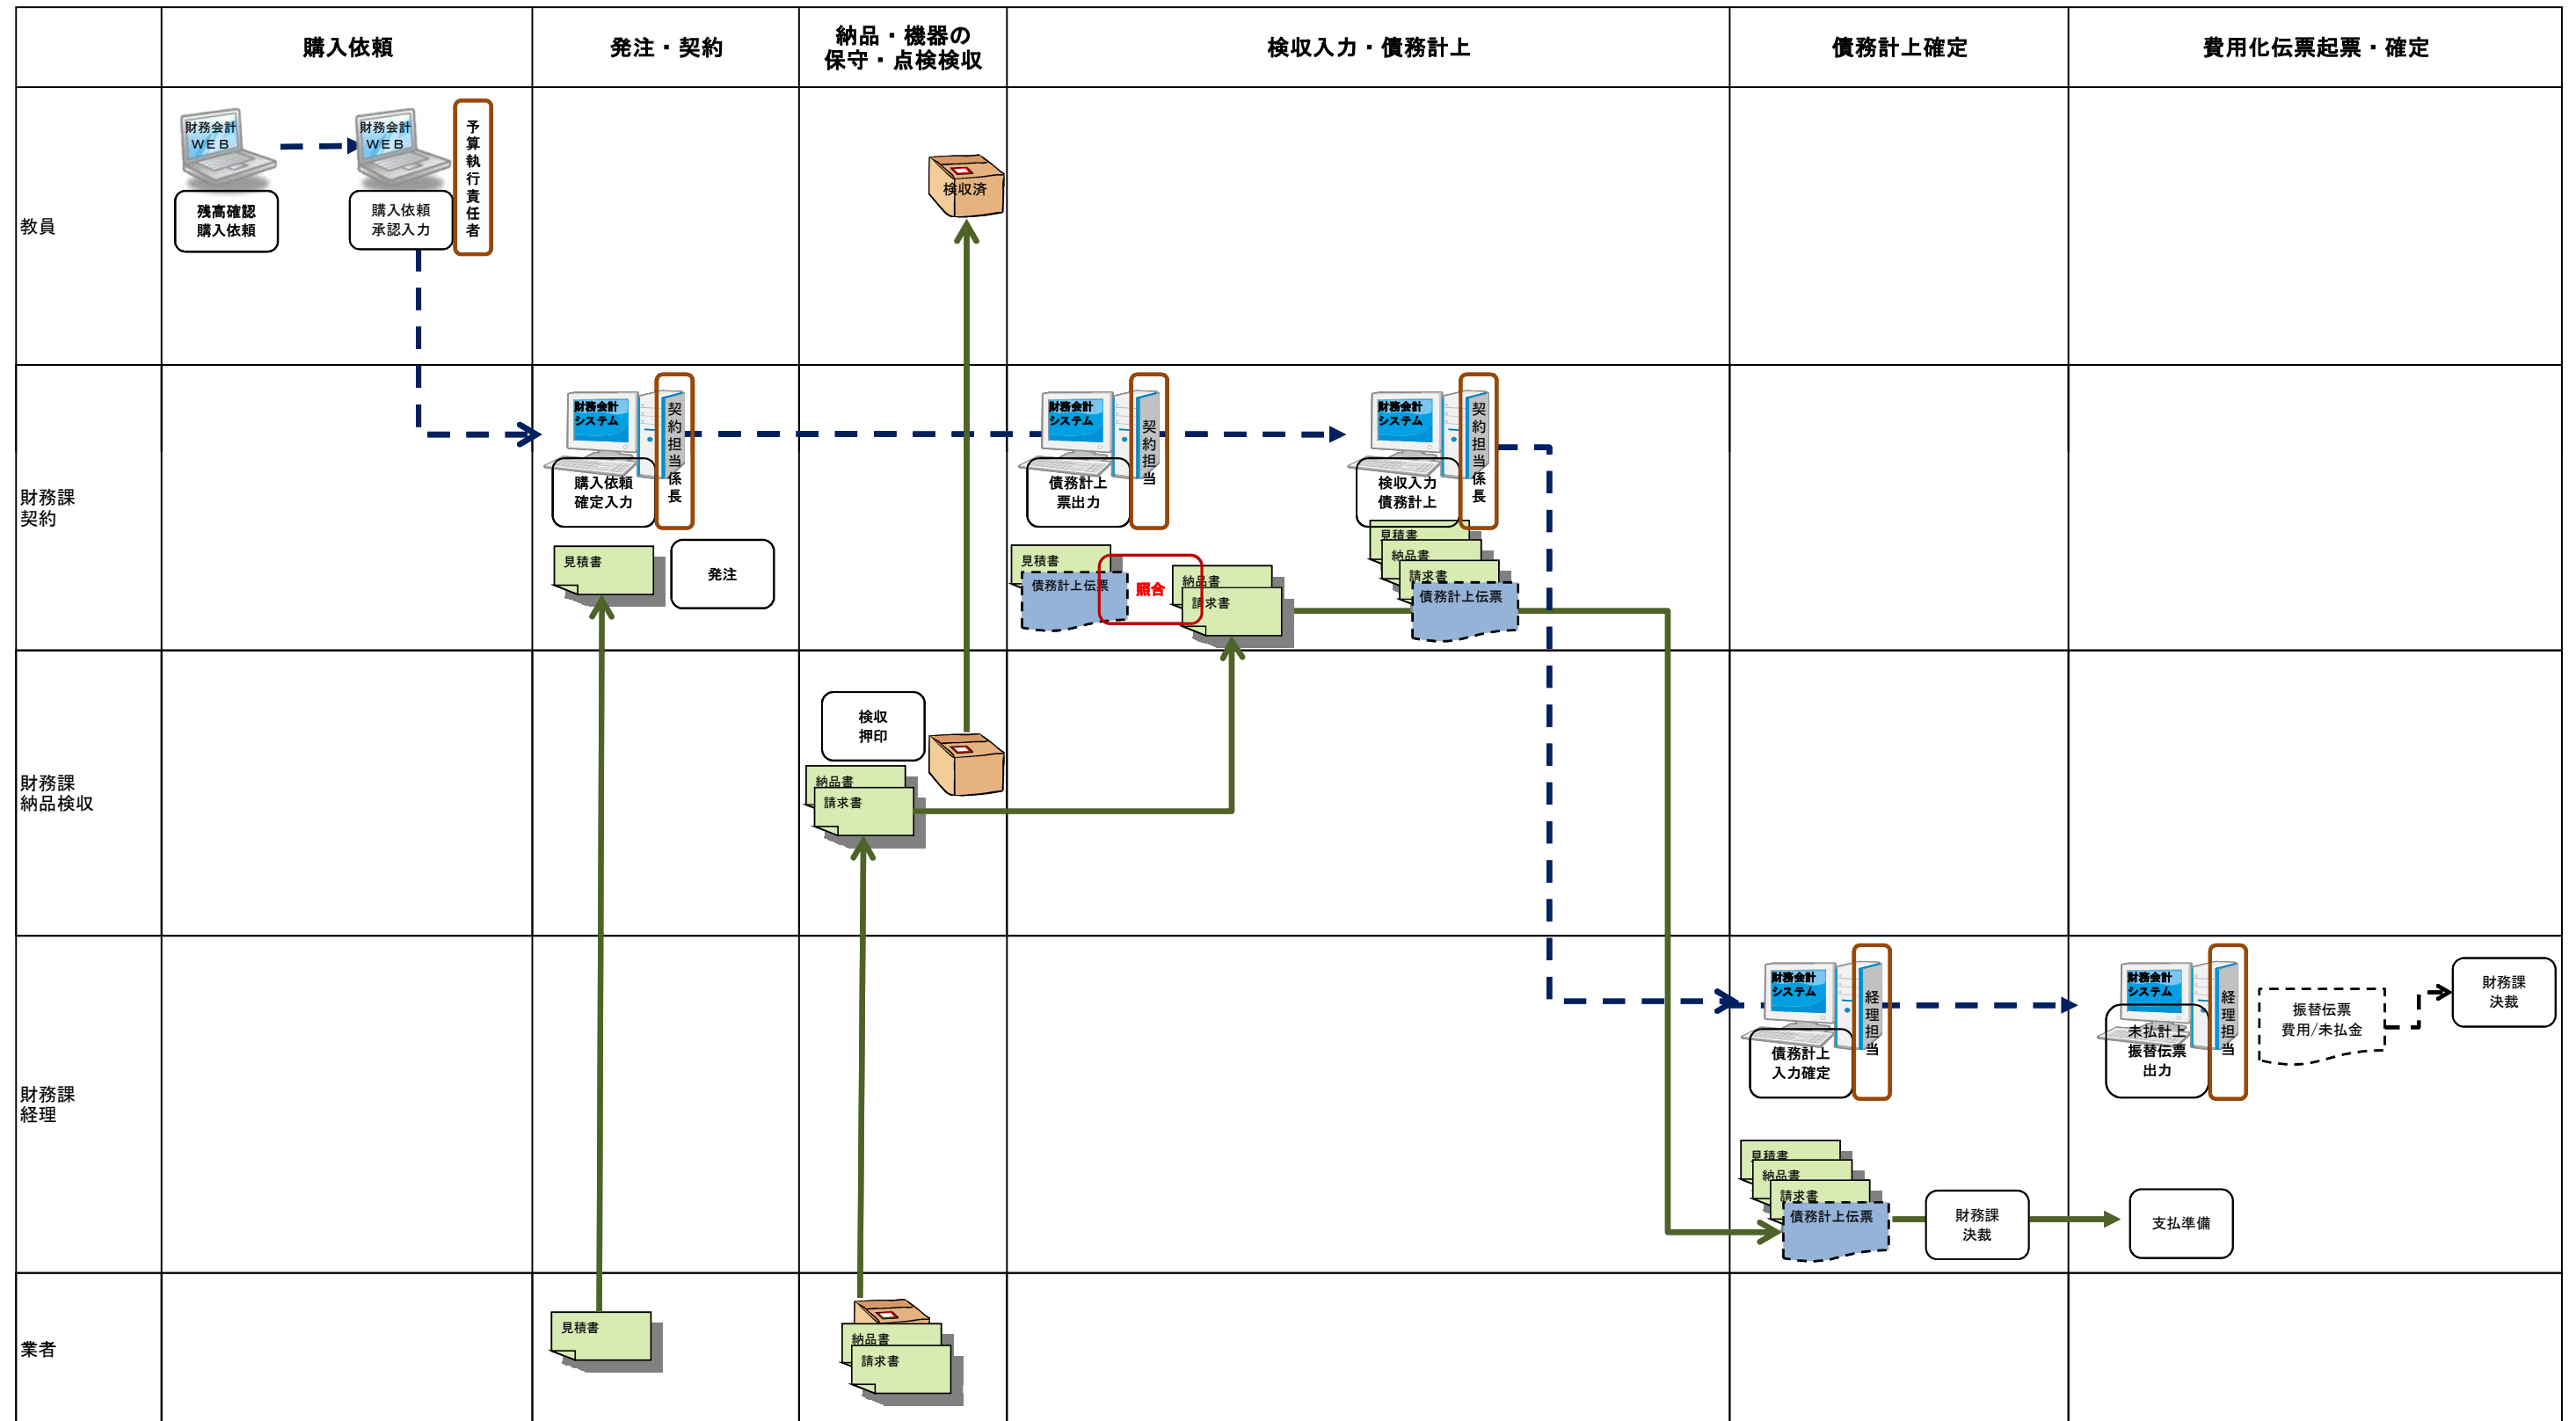 購入依頼
発注・契約
納品・機器の
保守・点検検収
検収入力・債務計上
債務計上確定
費用化伝票起票・確定
教員
財務会計
WEB
残高確認
購入依頼
財務会計
WEB
購入依頼
承認入力
予算執行責任者
検収済
財務課
契約
財務会計
システム
購入依頼
確定入力
契約担当係長
見積書
発注
財務会計
システム
債務計上
票出力
契約担当
見積書
債務計上伝票
照合
納品書
請求書
財務会計
システム
検収入力
債務計上
契約担当係長
見積書
納品書
請求書
債務計上伝票
財務課
納品検収
検収
押印
納品書
請求書
財務課
経理
財務会計
システム
債務計上
入力確定
経理担当
見積書
納品書
請求書
債務計上伝票
財務課
決裁
財務会計
システム
未払計上
振替伝票
出力
経理担当
振替伝票
費用/未払金
財務課
決裁
支払準備
業者
見積書
納品書
請求書